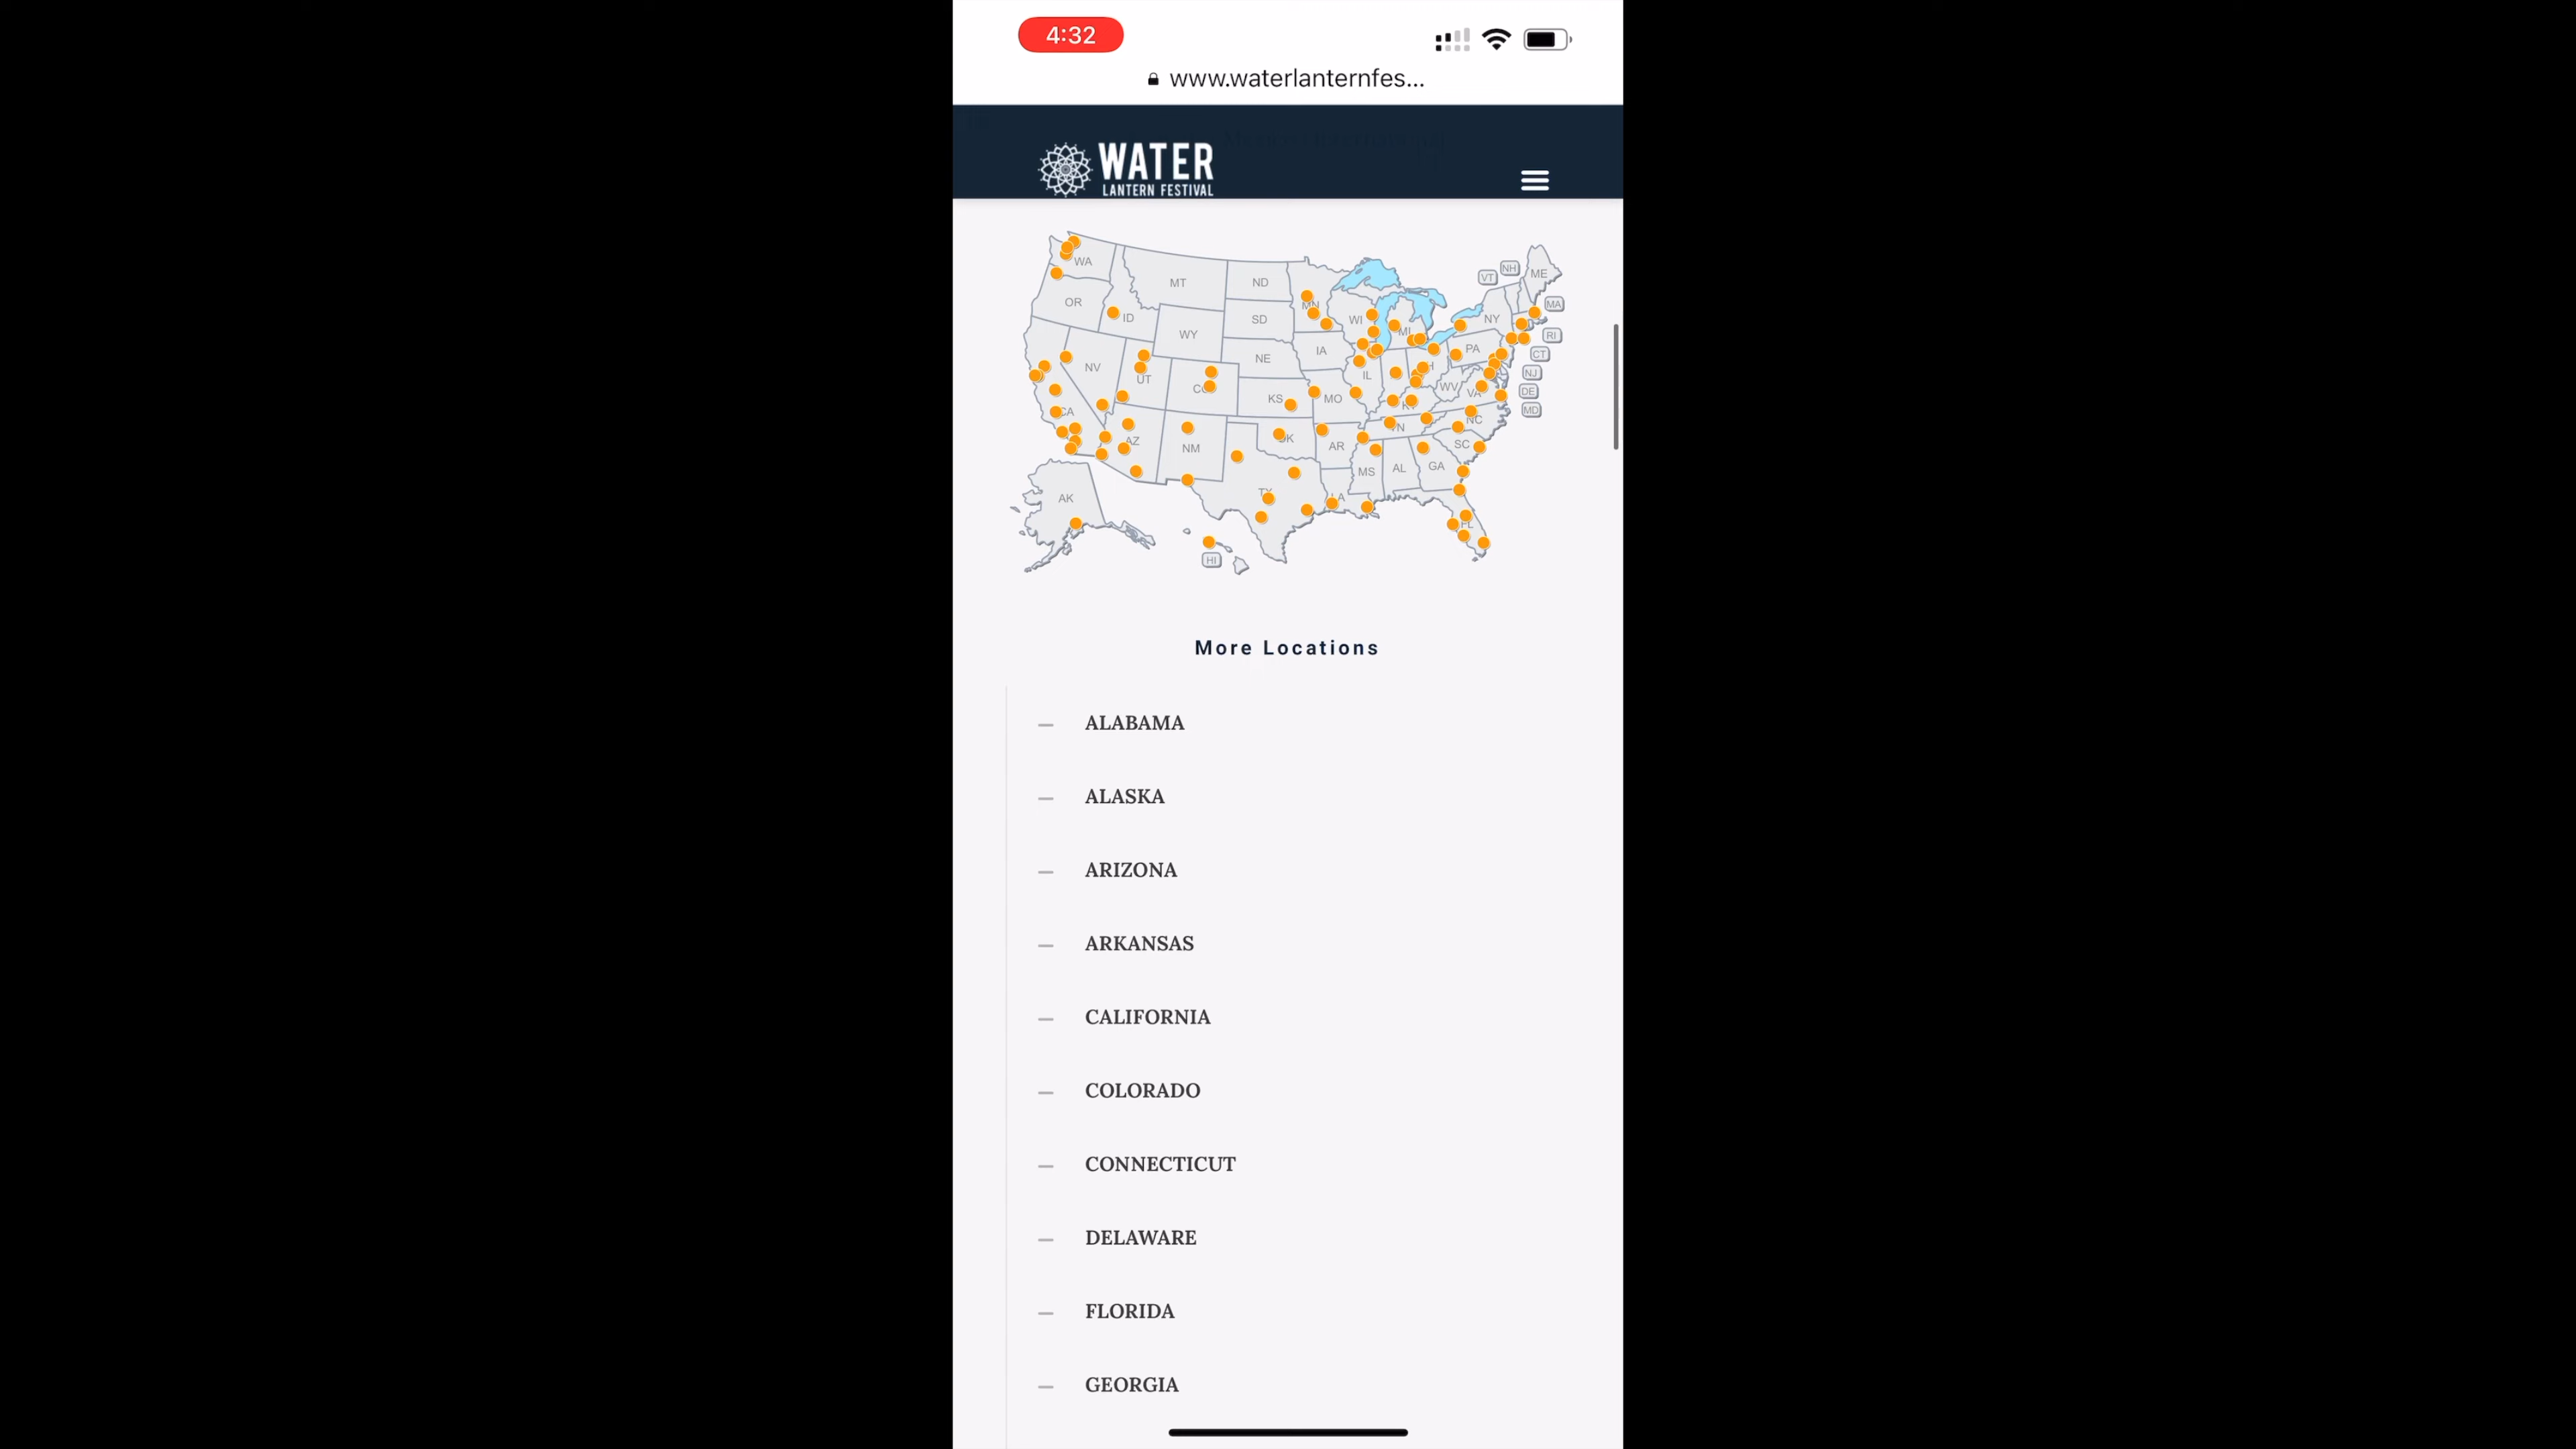 4:32
www.waterlanternfes...
WATER
LANTERN FESTIVAL
WA
MT
ND
OR
ID
SD
WY
WI
MI
NY
VT
NH
ME
MA
RI
CT
NJ
DE
MD
NV
UT
NE
IA
IL
PA
WV
VA
CA
KS
MO
NC
AZ
NM
AR
SC
MS
AL
GA
AK
HI
FL
More Locations
ALABAMA
ALASKA
ARIZONA
ARKANSAS
CALIFORNIA
COLORADO
CONNECTICUT
DELAWARE
FLORIDA
GEORGIA